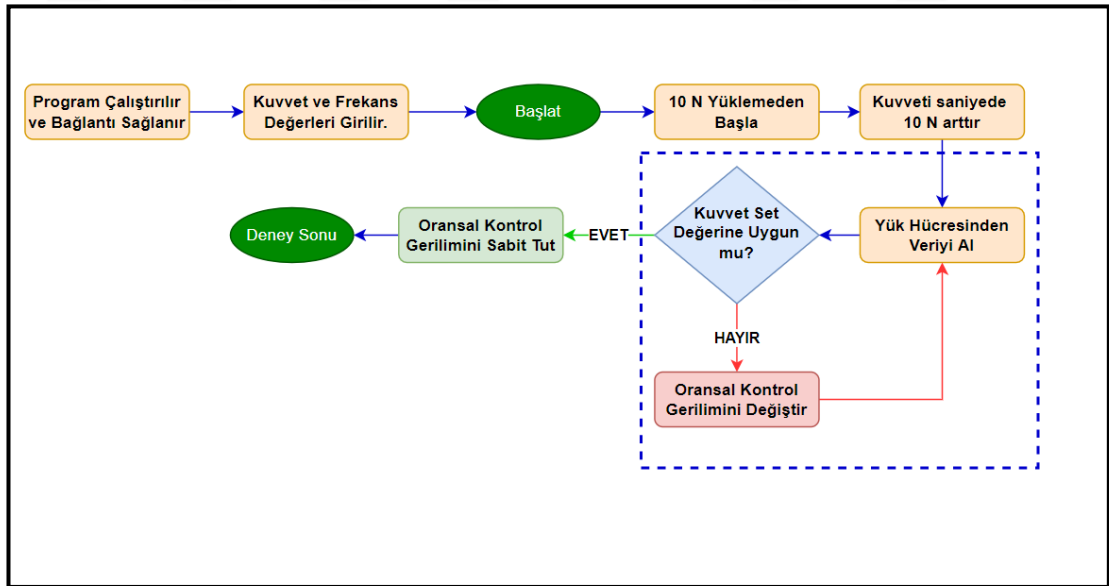 Program Çalıştırılır
ve Bağlantı Sağlanır
Kuvvet ve Frekans
Değerleri Girilir.
Başlat
10 N Yüklemeden
Başla
Kuvveti saniyede
10 N arttır
Yük Hücresinden
Veriyi Al
Kuvvet Set
Değerine Uygun
mu?
EVET
Oransal Kontrol
Gerilimini Sabit Tut
Deney Sonu
HAYIR
Oransal Kontrol
Gerilimini Değiştir